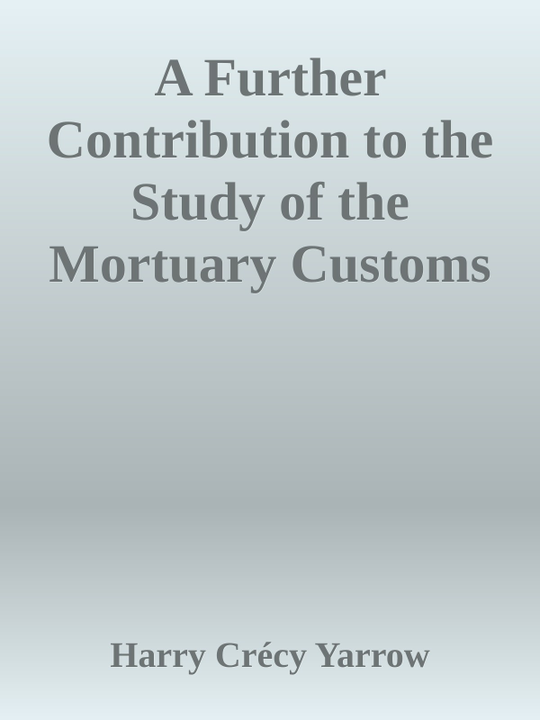 A Further
Contribution to the
Study of the
Mortuary Customs
Harry Crécy Yarrow